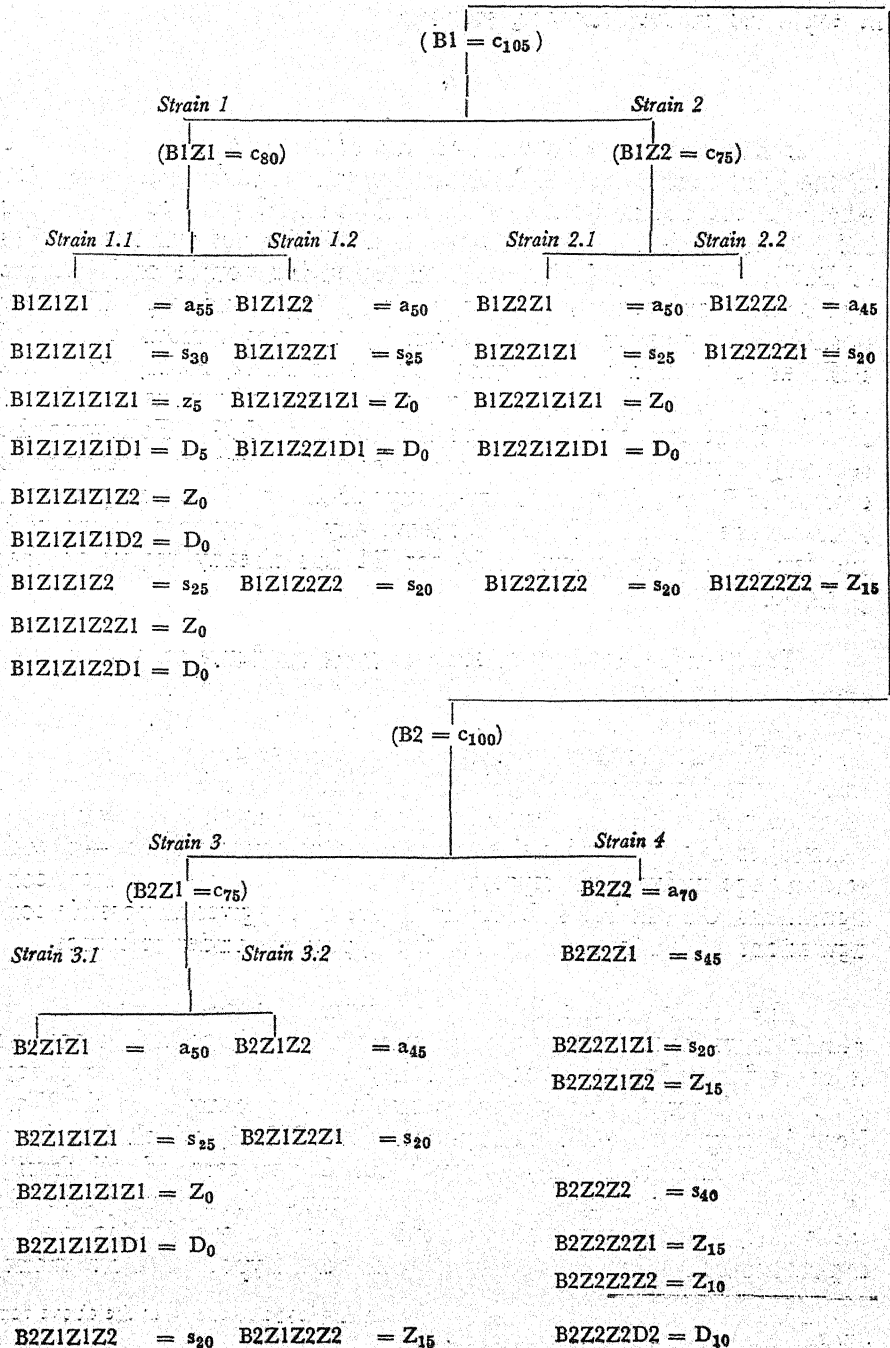 (B1 = c105)
Strain 1 Strain 2
(B1Z1 = c80) (B1Z2 = c75)
Strain 1.1 Strain 1.2 Strain 2.1 Strain 2.2
B1Z1Z1 = a55 B1Z1Z2 = a50 B1Z2Z1 = a50 B1Z2Z2 = a45
B1Z1Z1Z1 = s30 B1Z1Z2Z1 = s25 B1Z2Z1Z1 = s25 B1Z2Z2Z1 = s20
B1Z1Z1Z1Z1 = z5 B1Z1Z2Z1Z1 = Z0 B1Z2Z1Z1Z1 = Z0
B1Z1Z1Z1D1 = D5 B1Z1Z2Z1D1 = D0 B1Z2Z1Z1D1 = D0
B1Z1Z1Z1Z2 = Z0
B1Z1Z1Z1D2 = D0
B1Z1Z1Z2 = s25 B1Z1Z2Z2 = s20 B1Z2Z1Z2 = s20 B1Z2Z2Z2 = Z15
B1Z1Z1Z2Z1 = Z0
B1Z1Z1Z2D1 = D0
(B2 = c100)
Strain 3 Strain 4
(B2Z1 = c75) B2Z2 = a70
Strain 3.1 Strain 3.2 B2Z2Z1 = s45
B2Z1Z1 = a50 B2Z1Z2 = a45 B2Z2Z1Z1 = s20
B2Z2Z1Z2 = Z15
B2Z1Z1Z1 = s25 B2Z1Z2Z1 = s20
B2Z1Z1Z1Z1 = Z0 B2Z2Z2 = s40
B2Z1Z1Z1D1 = D0 B2Z2Z2Z1 = Z15
B2Z2Z2Z2 = Z10
B2Z1Z1Z2 = s20 B2Z1Z2Z2 = Z15 B2Z2Z2D2 = D10